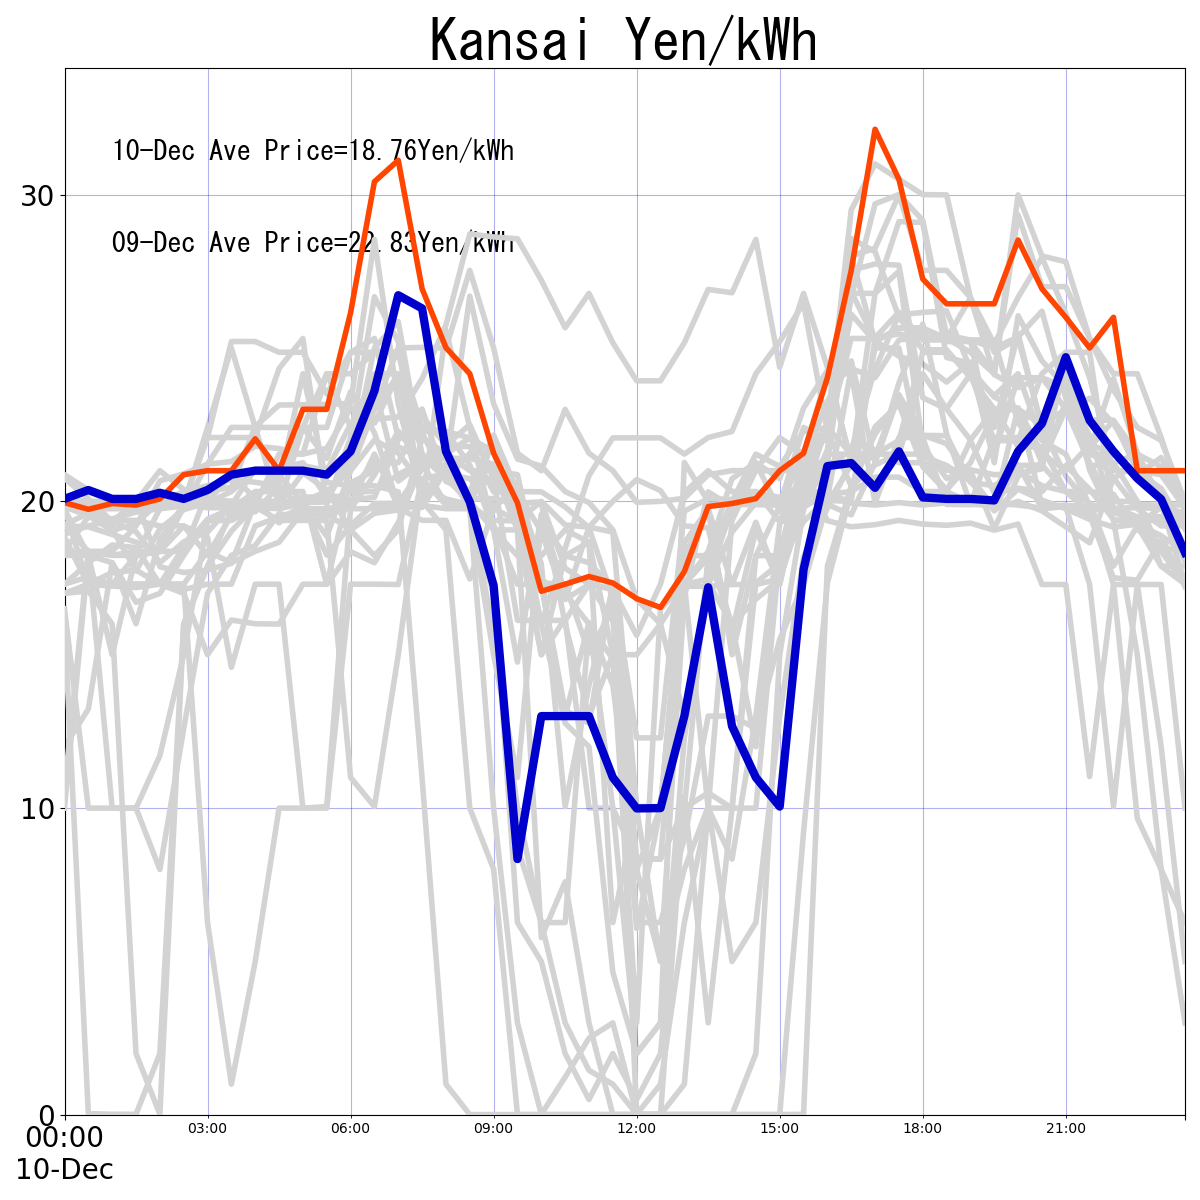 Kansai Yen/kWh
10-Dec Ave Price=18.76Yen/kWh
09-Dec Ave Price=22.83Yen/kWh
30
20
10
0
00:00 03:00 06:00 09:00 12:00 15:00 18:00 21:00
10-Dec